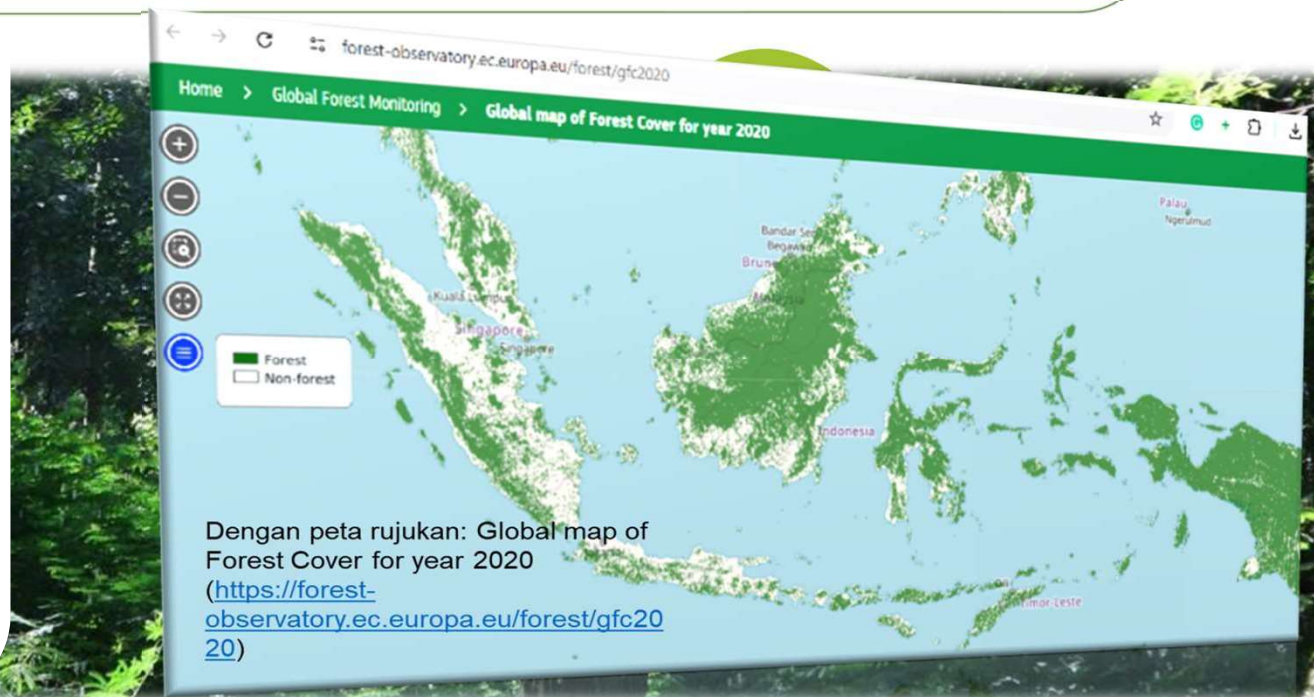 forest-observatory.ec.europa.eu/forest/gfc2020
Home > Global Forest Monitoring > Global map of Forest Cover for year 2020
Palau
Ngerulmud
Bandar Seri
Begawan
Brunei
Malaysia
Kuala Lumpur
Singapore
Singapore
Forest
Non-forest
Indonesia
Dili
Timor-Leste
Dengan peta rujukan: Global map of
Forest Cover for year 2020
(https://forest-
observatory.ec.europa.eu/forest/gfc20
20)